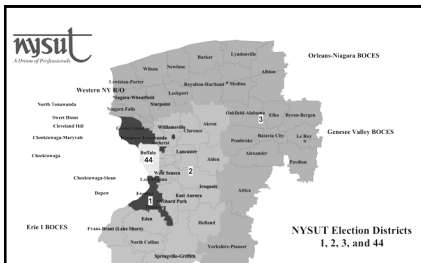 nysut
A Union of Professionals
Orleans-Niagara BOCES
Barker
Lyndonville
Wilson
Newfane
Albion
Lewiston-Porter
Royalton-Hartland
Medina
Lockport
Western NY R/O
Niagara-Wheatfield
Starpoint
North Tonawanda
Niagara Falls
Akron
Oakfield-Alabama
3
Elba
Byron-Bergen
Sweet Home
Williamsville
Clarence
Cleveland Hill
Genesee Valley BOCES
Cheektowaga-Maryvale
Amherst
Pembroke
Batavia City
Le Roy
Buffalo
44
Lancaster
Alexander
Cheektowaga
Alden
Pavilion
West Seneca
2
Cheektowaga-Sloan
Iroquois
Attica
Depew
Frontier
East Aurora
1
Orchard Park
Erie 1 BOCES
Eden
Holland
Evans-Brant (Lake Shore)
North Collins
Yorkshire-Pioneer
Springville-Griffith
NYSUT Election Districts
1, 2, 3, and 44